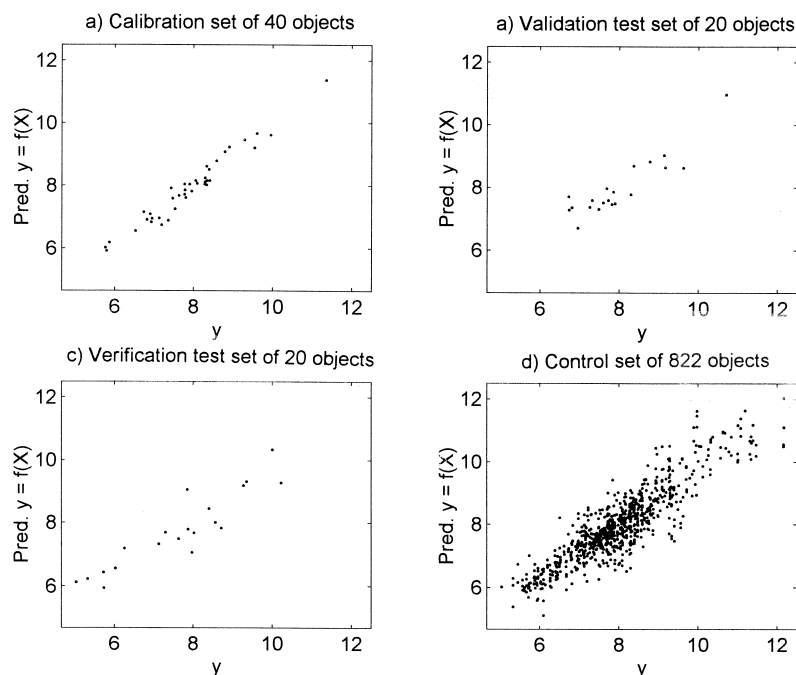 a) Calibration set of 40 objects
12
10
8
6
Pred. y = f(X)
6 8 10 12
y
a) Validation test set of 20 objects
12
10
8
6
Pred. y = f(X)
6 8 10 12
y
c) Verification test set of 20 objects
12
10
8
6
Pred. y = f(X)
6 8 10 12
y
d) Control set of 822 objects
12
10
8
6
Pred. y = f(X)
6 8 10 12
y